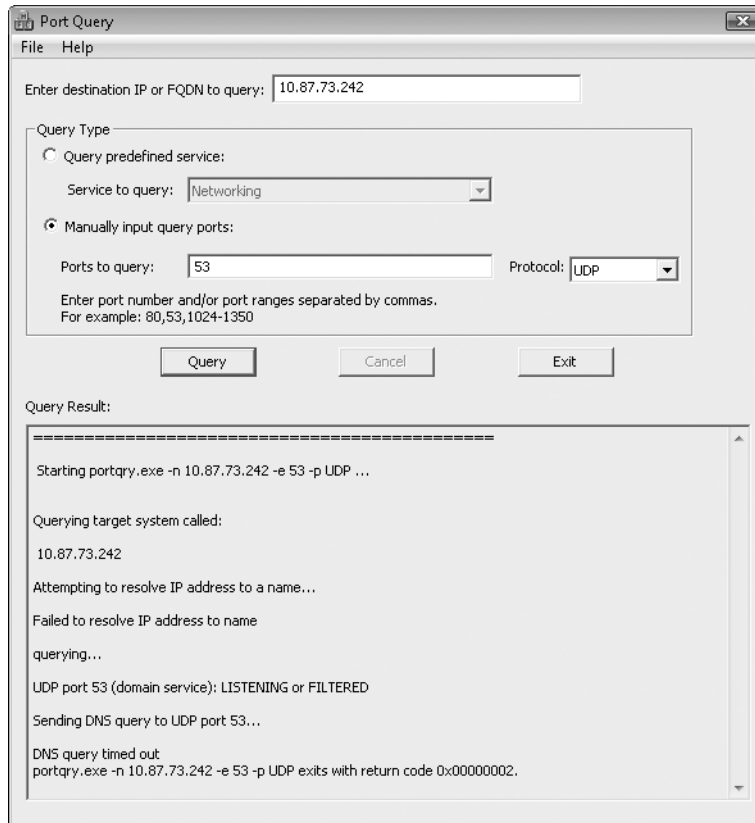 Port Query
File Help
Enter destination IP or FQDN to query: 10.87.73.242
Query Type
Query predefined service:
Service to query: Networking
Manually input query ports:
Ports to query: 53 Protocol: UDP
Enter port number and/or port ranges separated by commas.
For example: 80,53,1024-1350
Query Cancel Exit
Query Result:
=============================================
Starting portqry.exe -n 10.87.73.242 -e 53 -p UDP ...
Querying target system called:
10.87.73.242
Attempting to resolve IP address to a name...
Failed to resolve IP address to name
querying...
UDP port 53 (domain service): LISTENING or FILTERED
Sending DNS query to UDP port 53...
DNS query timed out
portqry.exe -n 10.87.73.242 -e 53 -p UDP exits with return code 0x00000002.